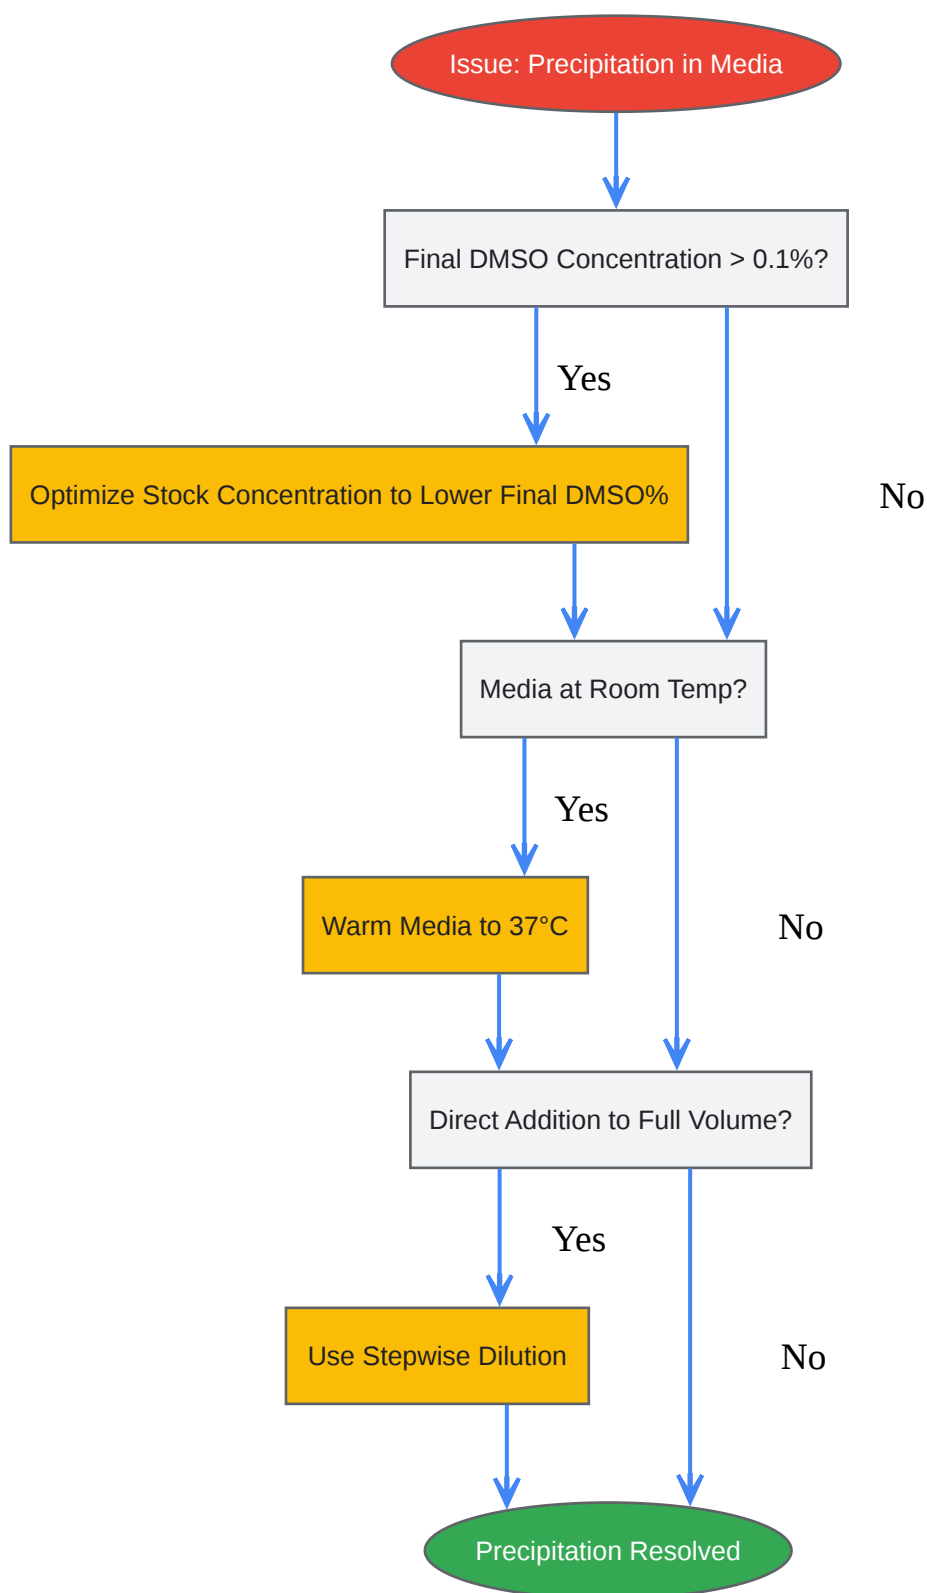 Issue: Precipitation in Media
Final DMSO Concentration > 0.1%?
Yes
Optimize Stock Concentration to Lower Final DMSO%
No
Media at Room Temp?
Yes
Warm Media to 37°C
No
Direct Addition to Full Volume?
Yes
Use Stepwise Dilution
No
Precipitation Resolved